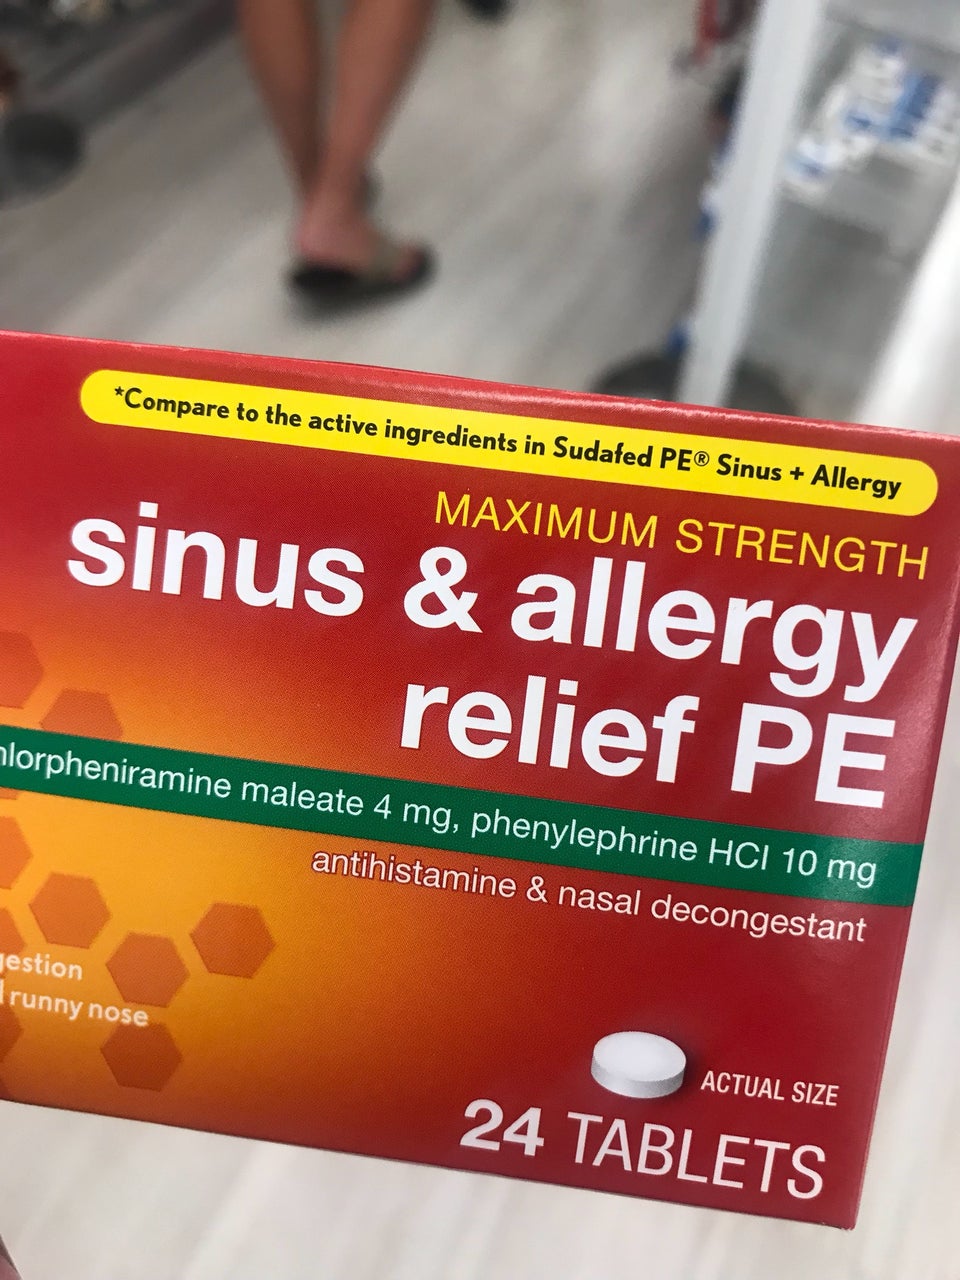 *Compare to the active ingredients in Sudafed PE® Sinus + Allergy
MAXIMUM STRENGTH
sinus & allergy
relief PE
hlorpheniramine maleate 4 mg, phenylephrine HCl 10 mg
antihistamine & nasal decongestant
gestion
runny nose
ACTUAL SIZE
24 TABLETS